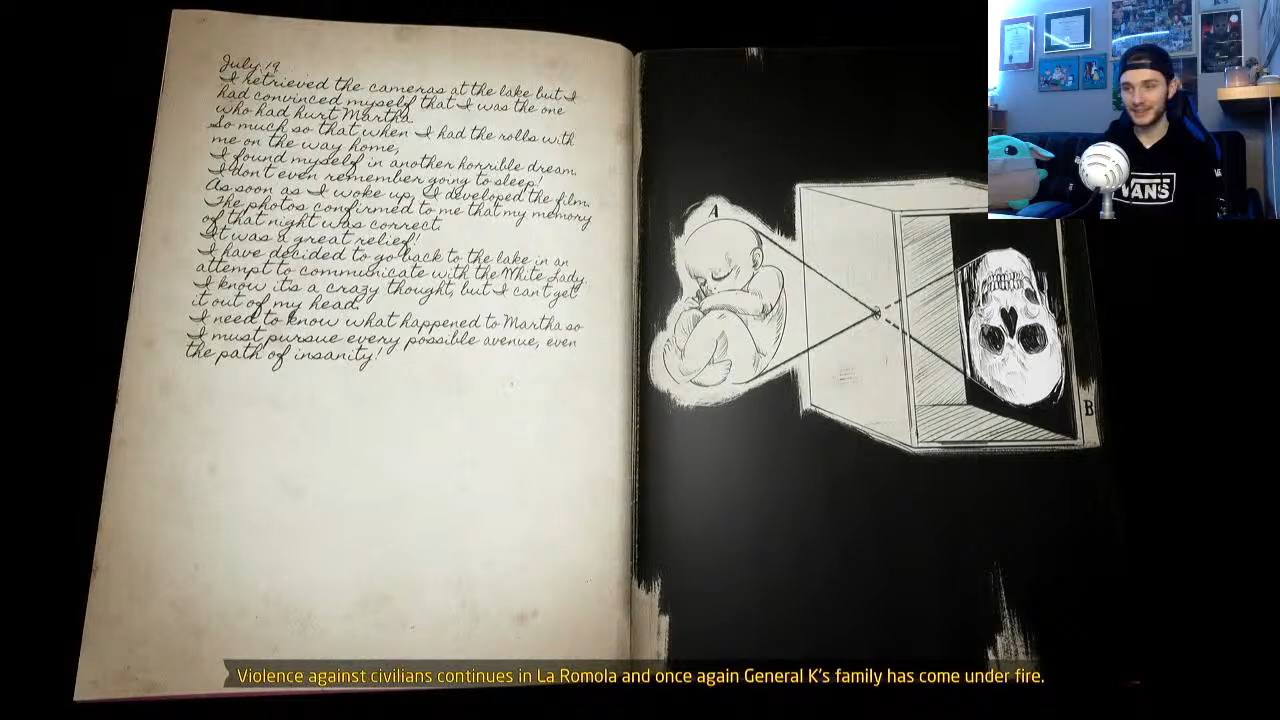 July 19
I retrieved the cameras at the lake but I
had convinced myself that I was the one
who had hurt Martha.
So much so that when I had the rolls with
me on the way home,
I found myself in another horrible dream.
I don't even remember going to sleep!
As soon as I woke up, I developed the film.
The photos confirmed to me that my memory
of that night was correct.
It was a great relief!
I have decided to go back to the lake in an
attempt to communicate with the White Lady.
I know it's a crazy thought, but I can't get
it out of my head.
I need to know what happened to Martha so
I must pursue every possible avenue, even
the path of insanity!
A
B
VANS
Violence against civilians continues in La Romola and once again General K's family has come under fire.